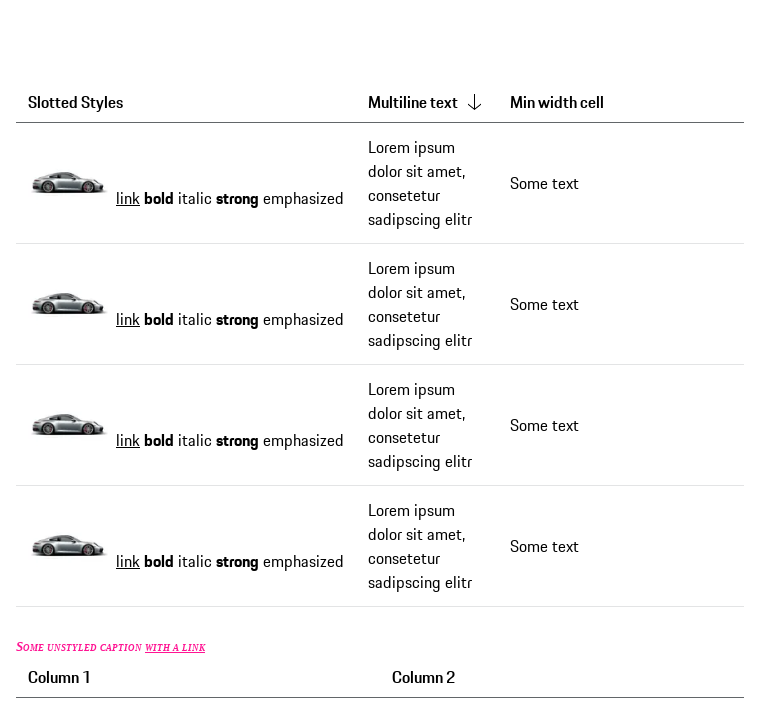 Slotted Styles Multiline text Min width cell
Lorem ipsum
dolor sit amet,
link bold italic strong emphasized Some text
consetetur
sadipscing elitr
Lorem ipsum
dolor sit amet,
link bold italic strong emphasized Some text
consetetur
sadipscing elitr
Lorem ipsum
dolor sit amet,
link bold italic strong emphasized Some text
consetetur
sadipscing elitr
Lorem ipsum
dolor sit amet,
link bold italic strong emphasized Some text
consetetur
sadipscing elitr
Some unstyled caption with a link
Column 1 Column 2